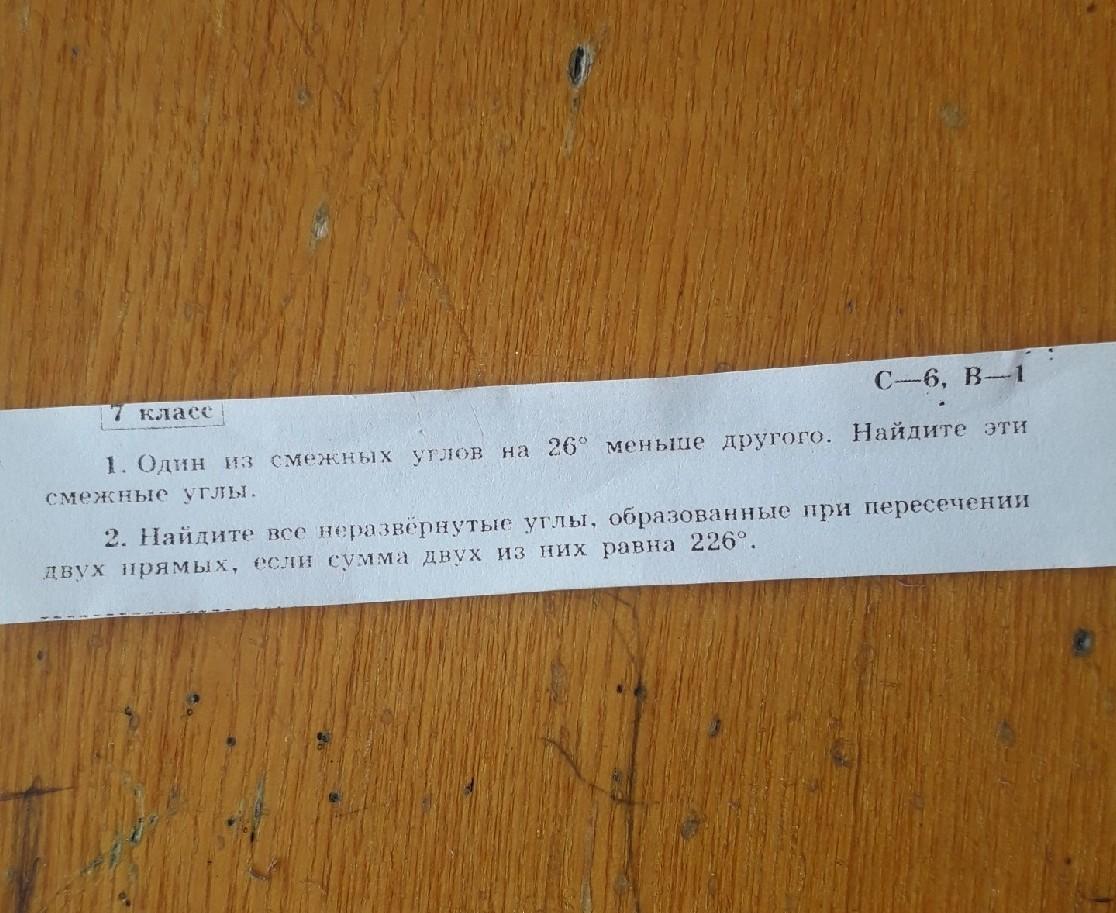 С—6, В—1
7 класс
1. Один из смежных углов на 26° меньше другого. Найдите эти
смежные углы.
2. Найдите все неразвёрнутые углы, образованные при пересечении
двух прямых, если сумма двух из них равна 226°.